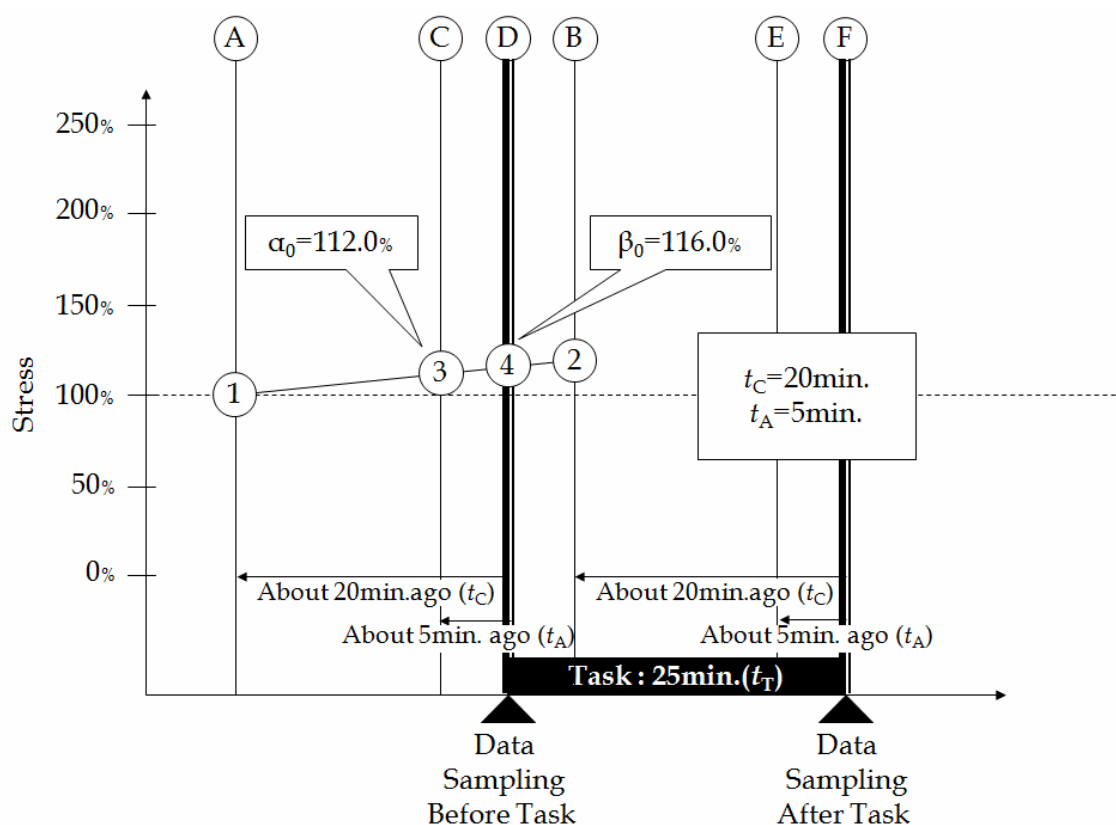 A
C
D
B
E
F
250%
200%
α0=112.0%
β0=116.0%
150%
3
4
2
1
tC=20min.
tA=5min.
100%
Stress
50%
0%
About 20min.ago (tC)
About 20min.ago (tC)
About 5min. ago (tA)
About 5min. ago (tA)
Task : 25min.(tT)
Data
Sampling
Before Task
Data
Sampling
After Task